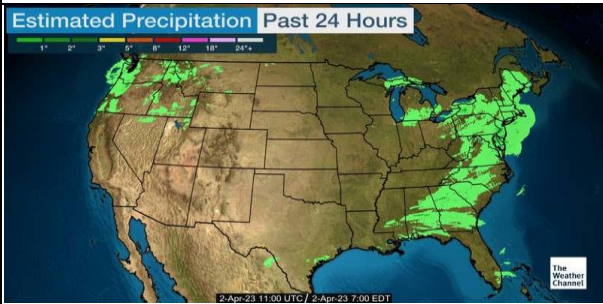 Estimated Precipitation Past 24 Hours
1" 2" 3" 5" 8" 12" 18" 24"+
The
Weather
Channel
2-Apr-23 11:00 UTC / 2-Apr-23 7:00 EDT